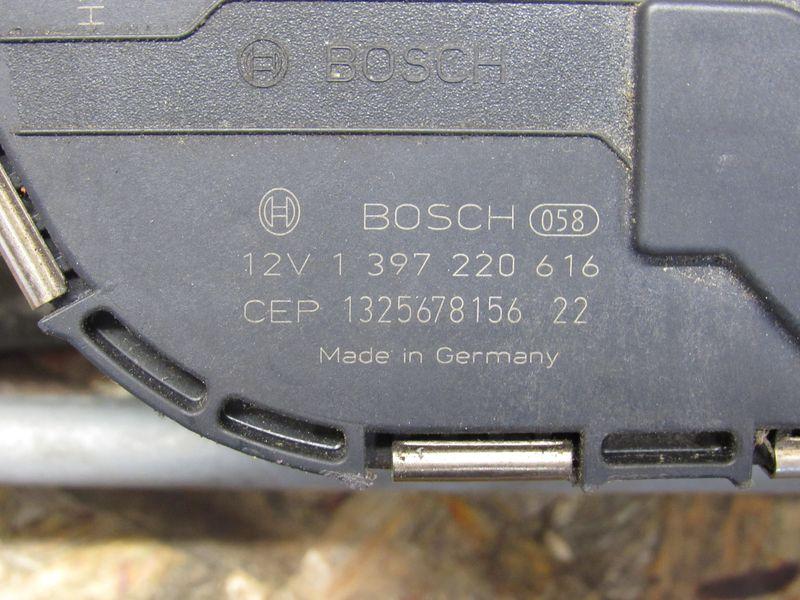 H
BOSCH
BOSCH 058
12V 1 397 220 616
CEP 1325678156 22
Made in Germany